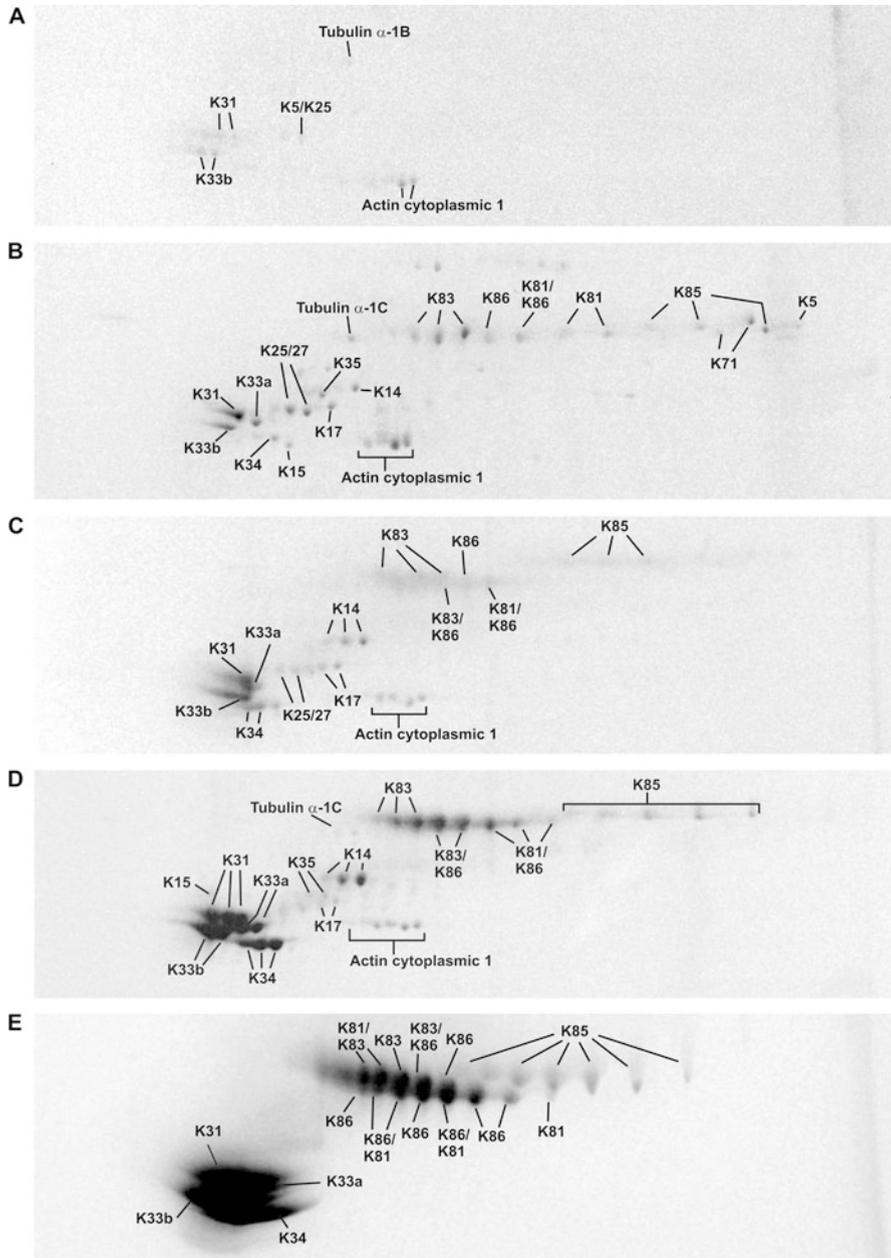 A
Tubulin α-1B
K31
K5/K25
K33b
Actin cytoplasmic 1
B
Tubulin α-1C
K83
K86
K81/
K86
K81
K85
K5
K71
K25/27
K35
K33a
K31
K14
K33b
K17
K34
K15
Actin cytoplasmic 1
C
K83
K86
K85
K83/
K86
K81/
K86
K14
K33a
K31
K33b
K17
K25/27
K34
Actin cytoplasmic 1
D
K83
K85
Tubulin α-1C
K83/
K86
K81/
K86
K35
K14
K31
K15
K33a
K17
K33b
K34
Actin cytoplasmic 1
E
K81/
K83
K83
K83/
K86
K86
K85
K86
K86/
K81
K86
K86/
K81
K86
K81
K31
K33a
K33b
K34